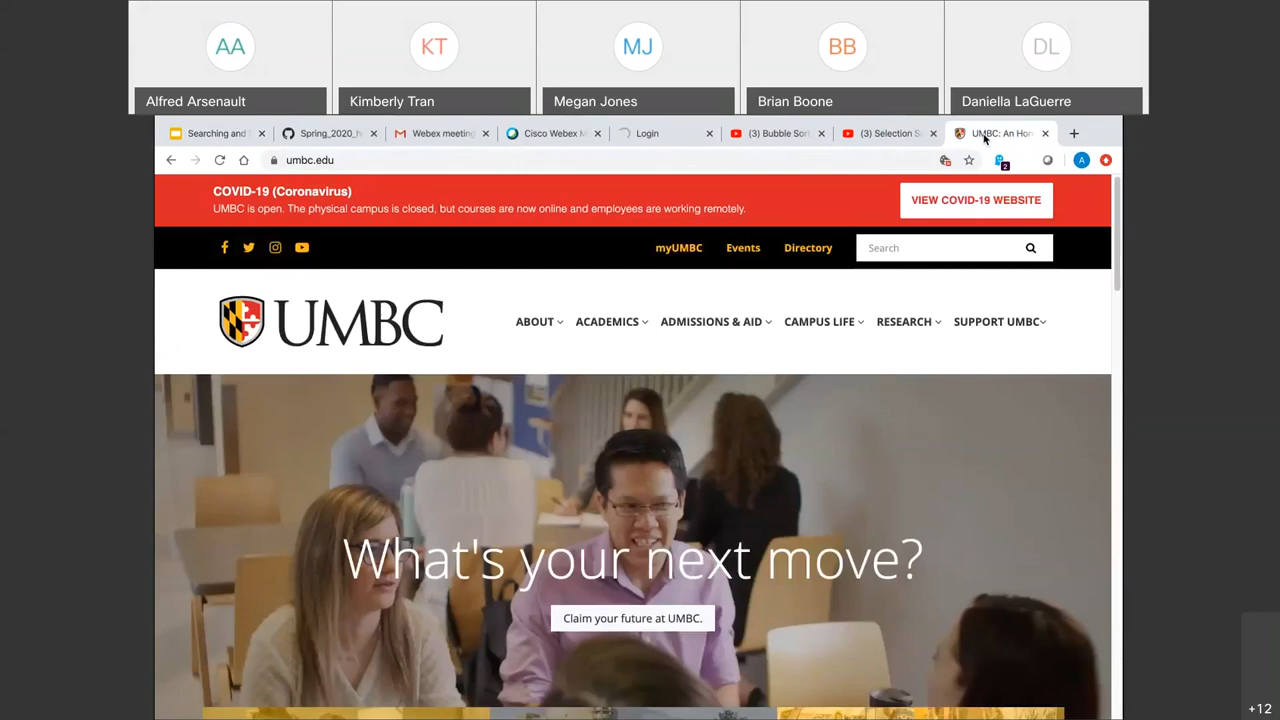 AA
KT
MJ
BB
DL
Alfred Arsenault
Kimberly Tran
Megan Jones
Brian Boone
Daniella LaGuerre
Searching and
Spring_2020_h
Webex meeting
Cisco Webex M
Login
(3) Bubble Sor
(3) Selection S
UMBC: An Hon
umbc.edu
2
A
COVID-19 (Coronavirus)
UMBC is open. The physical campus is closed, but courses are now online and employees are working remotely.
VIEW COVID-19 WEBSITE
myUMBC
Events
Directory
Search
UMBC
ABOUT
ACADEMICS
ADMISSIONS & AID
CAMPUS LIFE
RESEARCH
SUPPORT UMBC
What's your next move?
Claim your future at UMBC.
+12